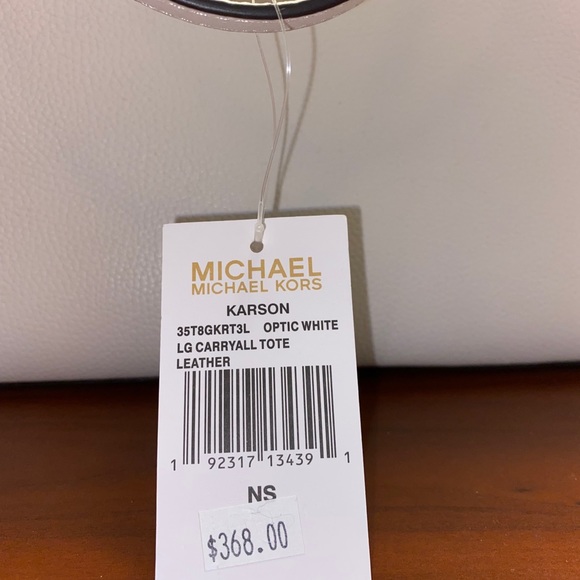 MICHAEL
MICHAEL KORS
KARSON
35T8GKRT3L OPTIC WHITE
LG CARRYALL TOTE
LEATHER
1 92317 13439 1
NS
$368.00